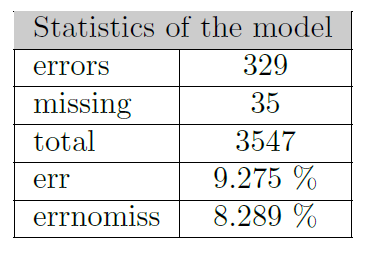 Statistics of the model
errors 329
missing 35
total 3547
err 9.275 %
errnomiss 8.289 %